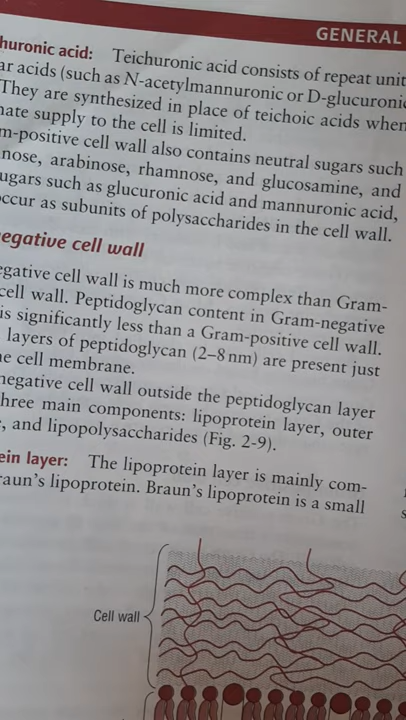 GENERAL
huronic acid: Teichuronic acid consists of repeat unit
ar acids (such as N-acetylmannuronic or D-glucuronic
They are synthesized in place of teichoic acids when
nate supply to the cell is limited.
m-positive cell wall also contains neutral sugars such
nose, arabinose, rhamnose, and glucosamine, and
ugars such as glucuronic acid and mannuronic acid,
occur as subunits of polysaccharides in the cell wall.
egative cell wall
egative cell wall is much more complex than Gram-
cell wall. Peptidoglycan content in Gram-negative
is significantly less than a Gram-positive cell wall.
layers of peptidoglycan (2–8 nm) are present just
he cell membrane.
negative cell wall outside the peptidoglycan layer
hree main components: lipoprotein layer, outer
e, and lipopolysaccharides (Fig. 2-9).
ein layer: The lipoprotein layer is mainly com-
raun's lipoprotein. Braun's lipoprotein is a small
Cell wall